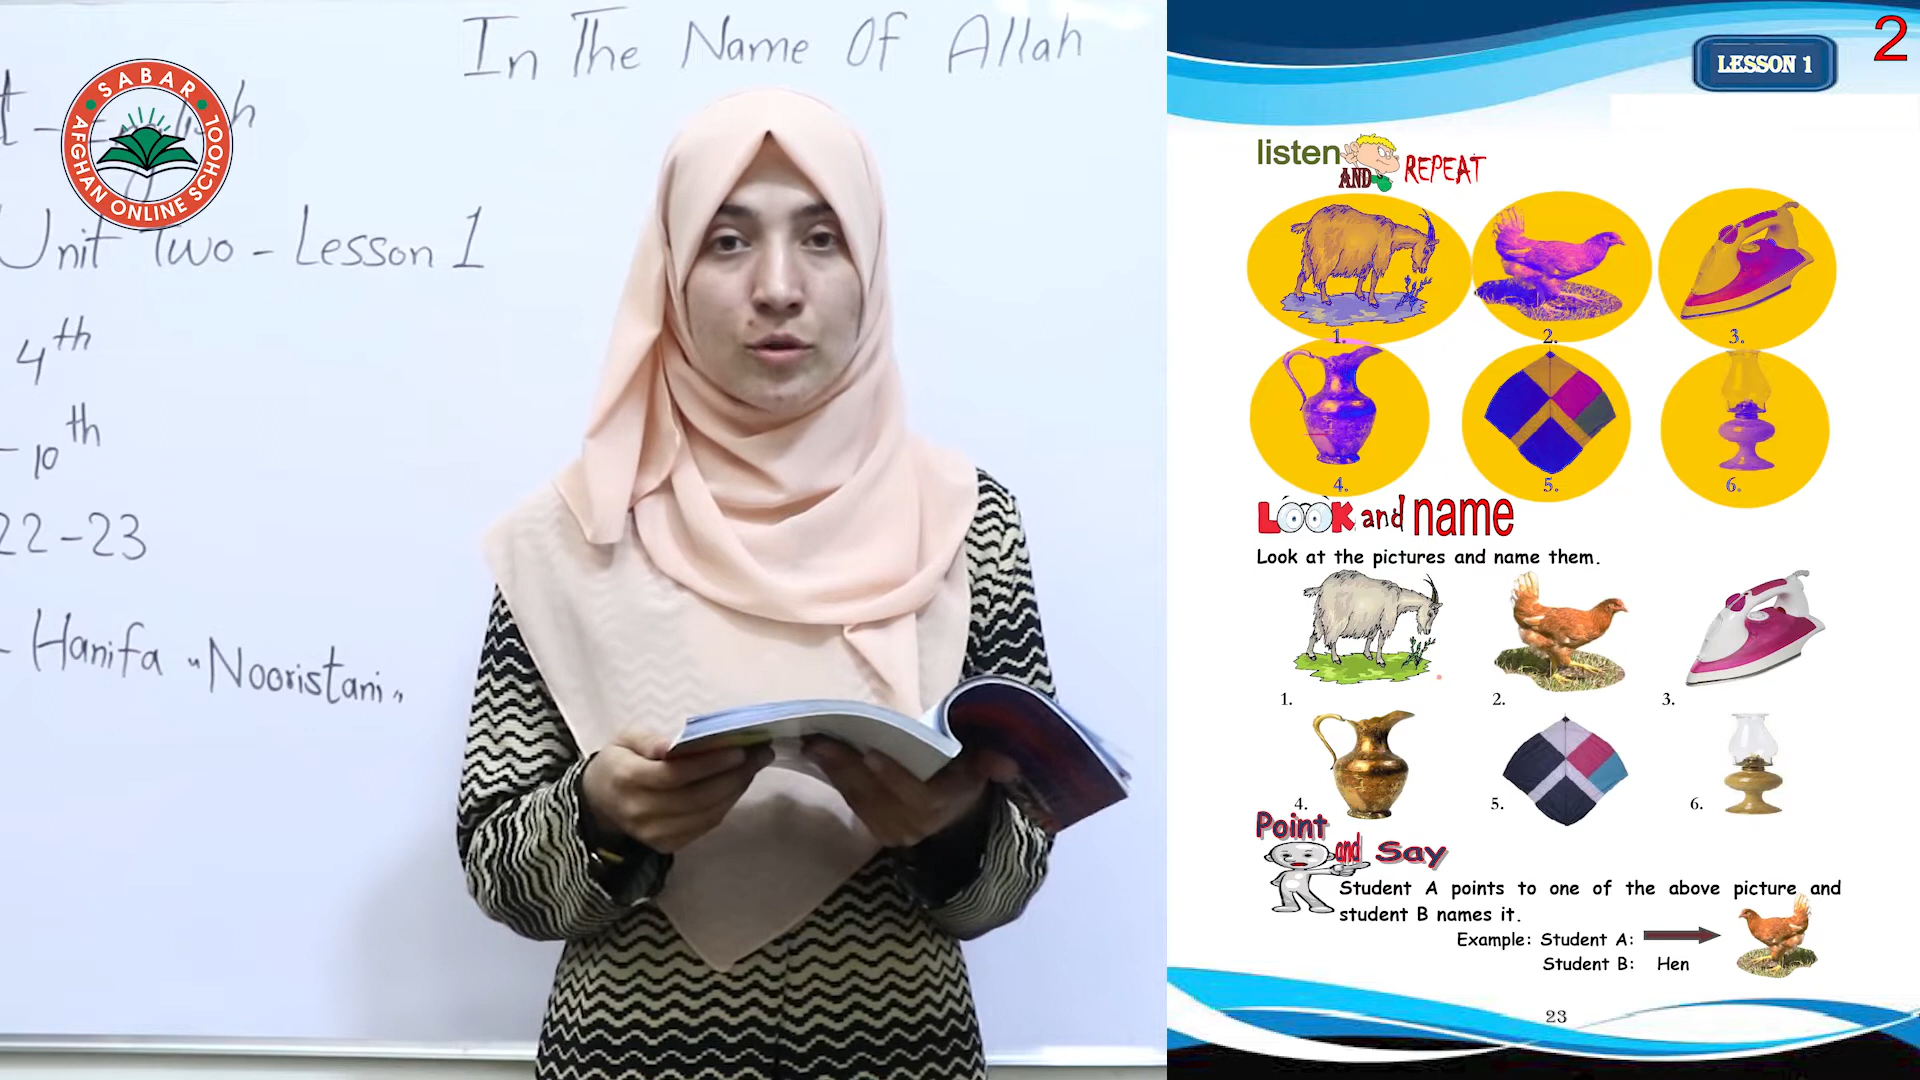 In The Name Of Allah
SABAR
AFGHAN ONLINE SCHOOL
Unit Two - Lesson 1
4th
- 10th
22-23
- Hanifa "Nooristani"
2
LESSON 1
listen AND REPEAT
1. 2. 3.
4. 5. 6.
LOOK and name
Look at the pictures and name them.
1. 2. 3.
4. 5. 6.
Point and Say
Student A points to one of the above picture and
student B names it.
Example: Student A:
Student B: Hen
23